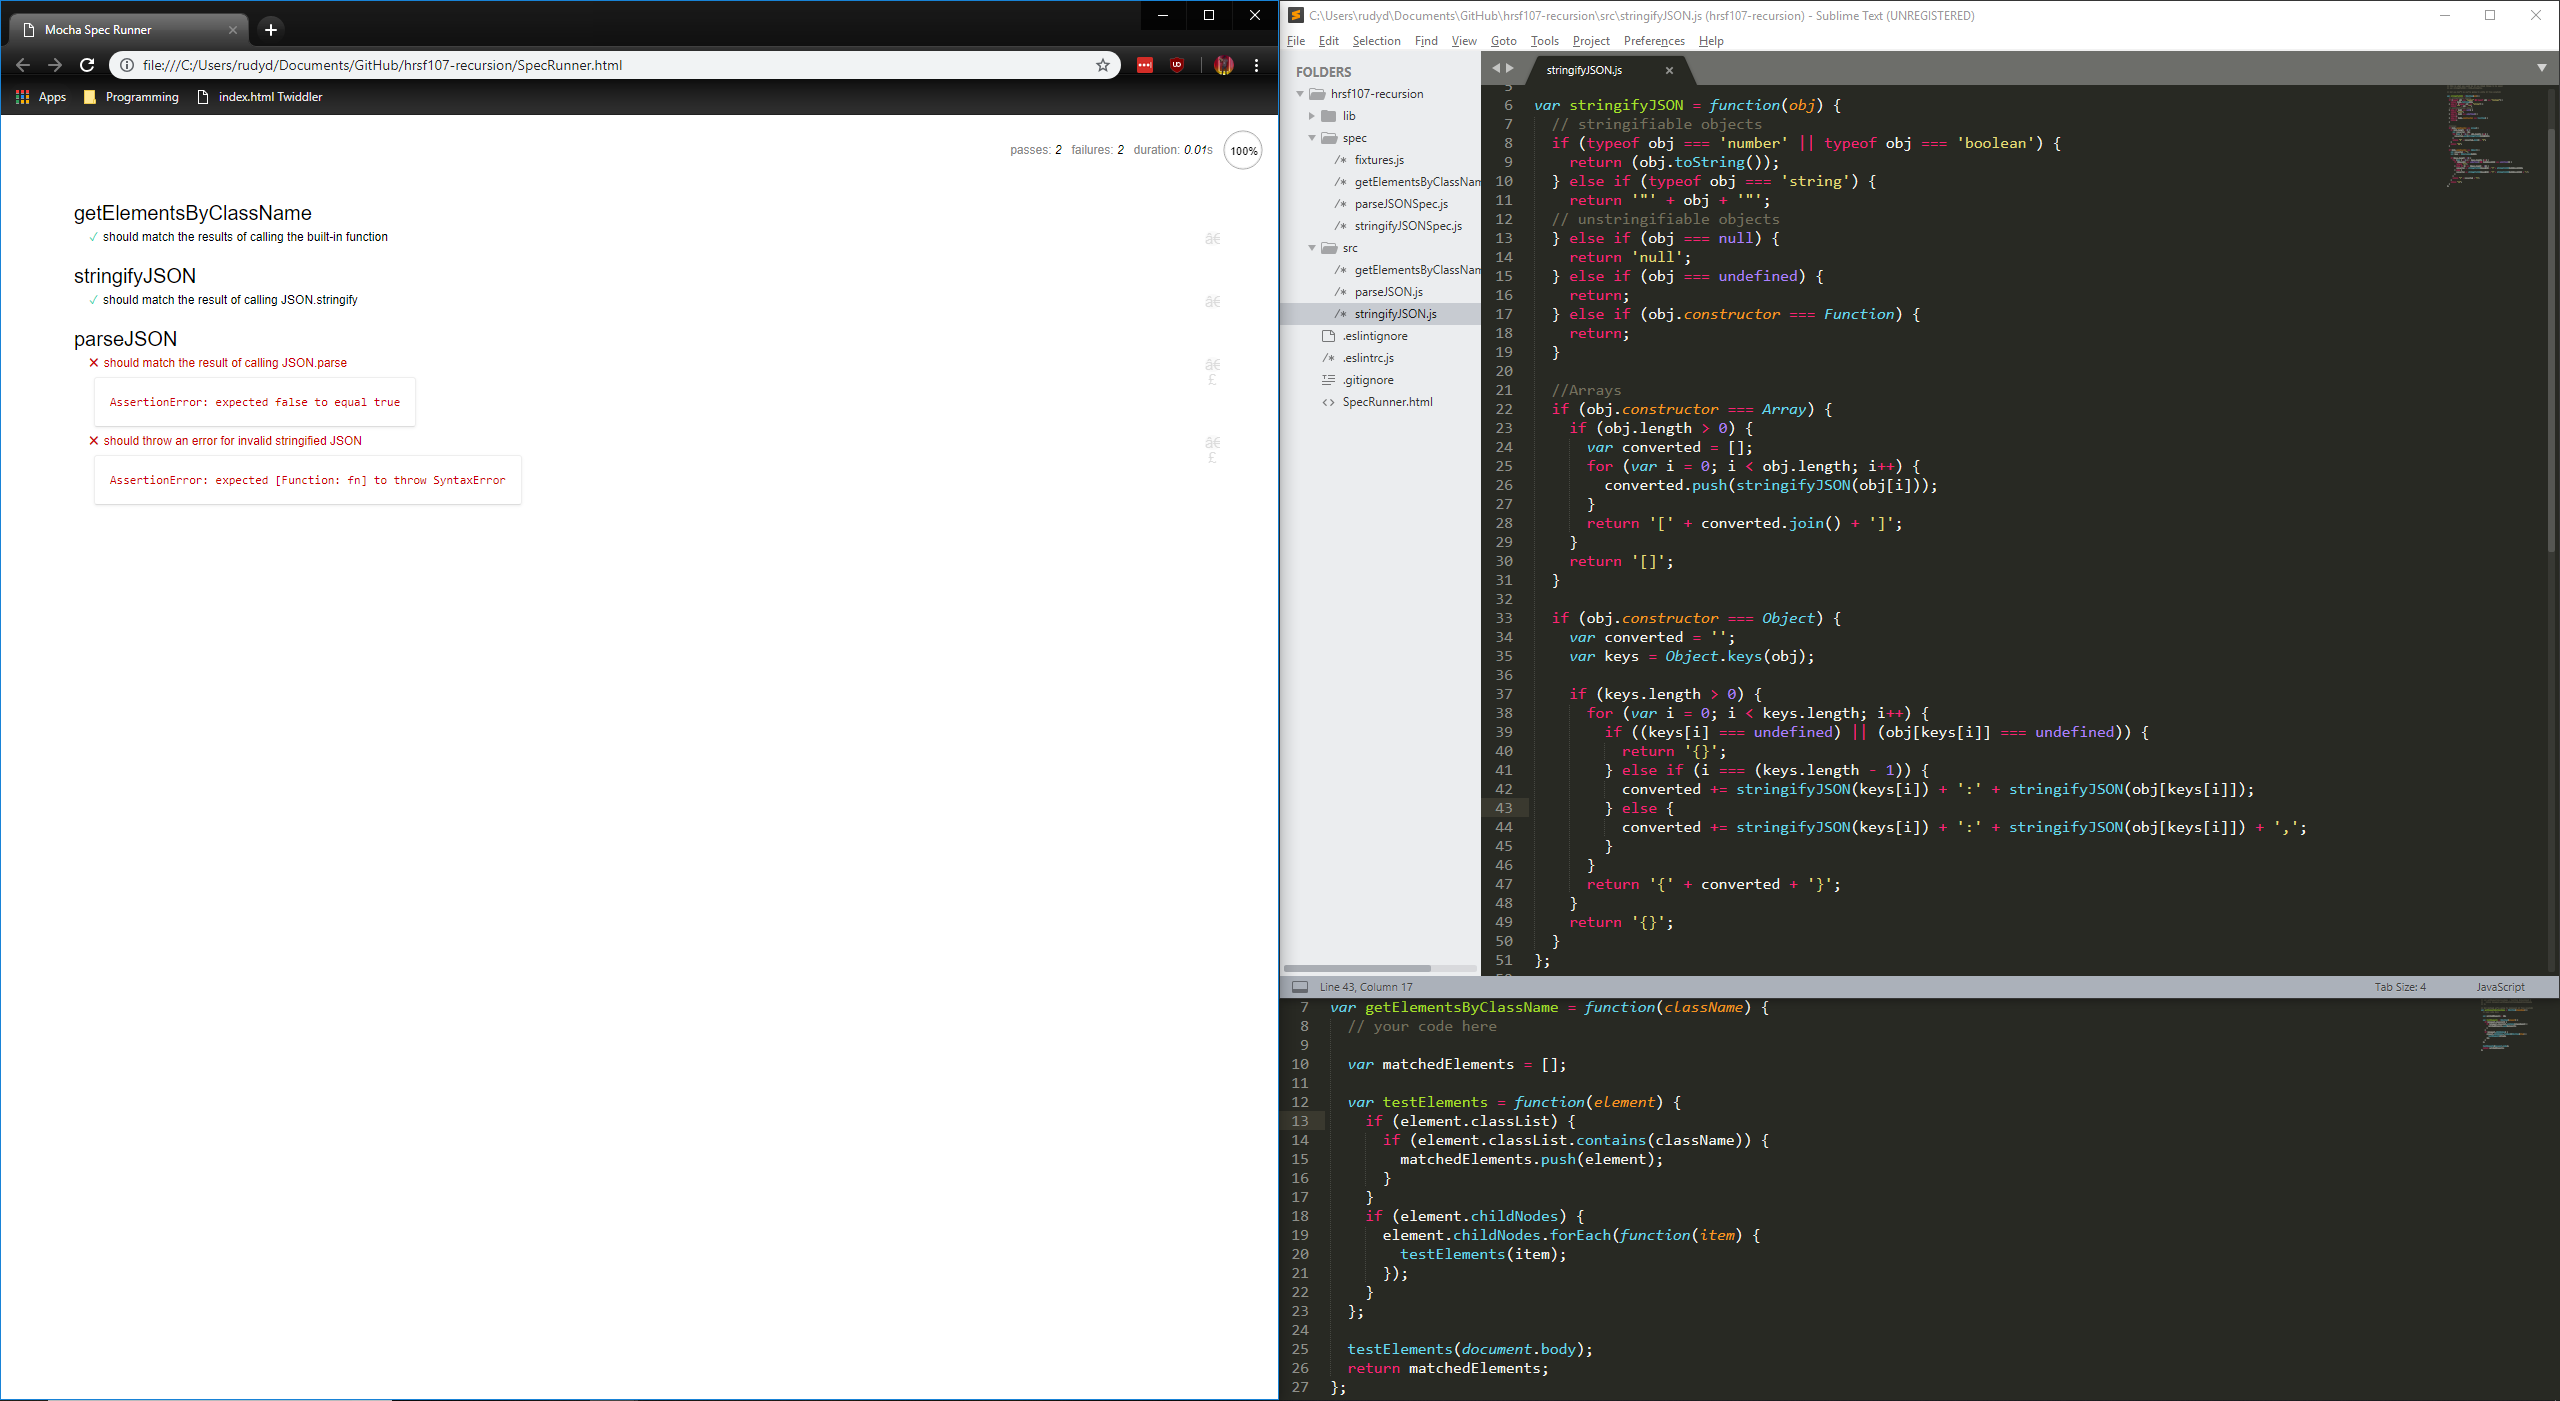 Mocha Spec Runner
file:///C:/Users/rudyd/Documents/GitHub/hrsf107-recursion/SpecRunner.html
Apps
Programming
index.html Twiddler
passes: 2 failures: 2 duration: 0.01s 100%
getElementsByClassName
✓ should match the results of calling the built-in function
â€
stringifyJSON
✓ should match the result of calling JSON.stringify
â€
parseJSON
✕ should match the result of calling JSON.parse
â€
£
AssertionError: expected false to equal true
✕ should throw an error for invalid stringified JSON
â€
£
AssertionError: expected [Function: fn] to throw SyntaxError
C:\Users\rudyd\Documents\GitHub\hrsf107-recursion\src\stringifyJSON.js (hrsf107-recursion) - Sublime Text (UNREGISTERED)
File Edit Selection Find View Goto Tools Project Preferences Help
FOLDERS
hrsf107-recursion
lib
spec
/* fixtures.js
/* getElementsByClassNam
/* parseJSONSpec.js
/* stringifyJSONSpec.js
src
/* getElementsByClassNam
/* parseJSON.js
/* stringifyJSON.js
.eslintignore
/* .eslintrc.js
.gitignore
<> SpecRunner.html
stringifyJSON.js
5
6 var stringifyJSON = function(obj) {
7   // stringifiable objects
8   if (typeof obj === 'number' || typeof obj === 'boolean') {
9     return (obj.toString());
10   } else if (typeof obj === 'string') {
11     return '"' + obj + '"';
12   // unstringifiable objects
13   } else if (obj === null) {
14     return 'null';
15   } else if (obj === undefined) {
16     return;
17   } else if (obj.constructor === Function) {
18     return;
19   }
20
21   //Arrays
22   if (obj.constructor === Array) {
23     if (obj.length > 0) {
24       var converted = [];
25       for (var i = 0; i < obj.length; i++) {
26         converted.push(stringifyJSON(obj[i]));
27       }
28       return '[' + converted.join() + ']';
29     }
30     return '[]';
31   }
32
33   if (obj.constructor === Object) {
34     var converted = '';
35     var keys = Object.keys(obj);
36
37     if (keys.length > 0) {
38       for (var i = 0; i < keys.length; i++) {
39         if ((keys[i] === undefined) || (obj[keys[i]] === undefined)) {
40           return '{}';
41         } else if (i === (keys.length - 1)) {
42           converted += stringifyJSON(keys[i]) + ':' + stringifyJSON(obj[keys[i]]);
43         } else {
44           converted += stringifyJSON(keys[i]) + ':' + stringifyJSON(obj[keys[i]]) + ',';
45         }
46       }
47       return '{' + converted + '}';
48     }
49     return '{}';
50   }
51 };
Line 43, Column 17
Tab Size: 4
JavaScript
7 var getElementsByClassName = function(className) {
8   // your code here
9
10   var matchedElements = [];
11
12   var testElements = function(element) {
13     if (element.classList) {
14       if (element.classList.contains(className)) {
15         matchedElements.push(element);
16       }
17     }
18     if (element.childNodes) {
19       element.childNodes.forEach(function(item) {
20         testElements(item);
21       });
22     }
23   };
24
25   testElements(document.body);
26   return matchedElements;
27 };